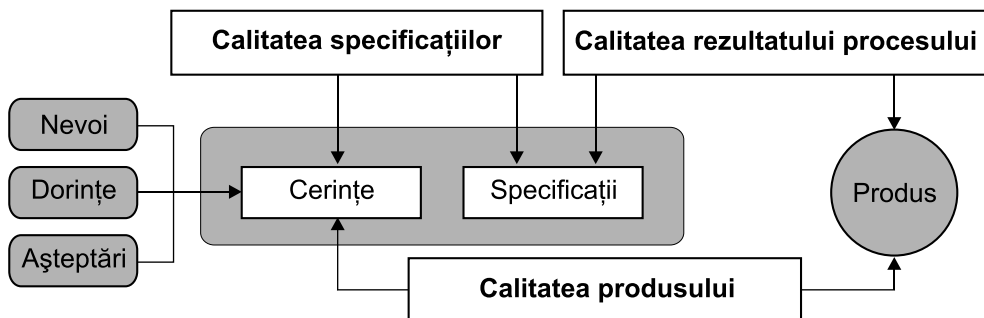 Calitatea specificațiilor
Calitatea rezultatului procesului
Nevoi
Dorințe
Aşteptări
Cerințe
Specificații
Produs
Calitatea produsului